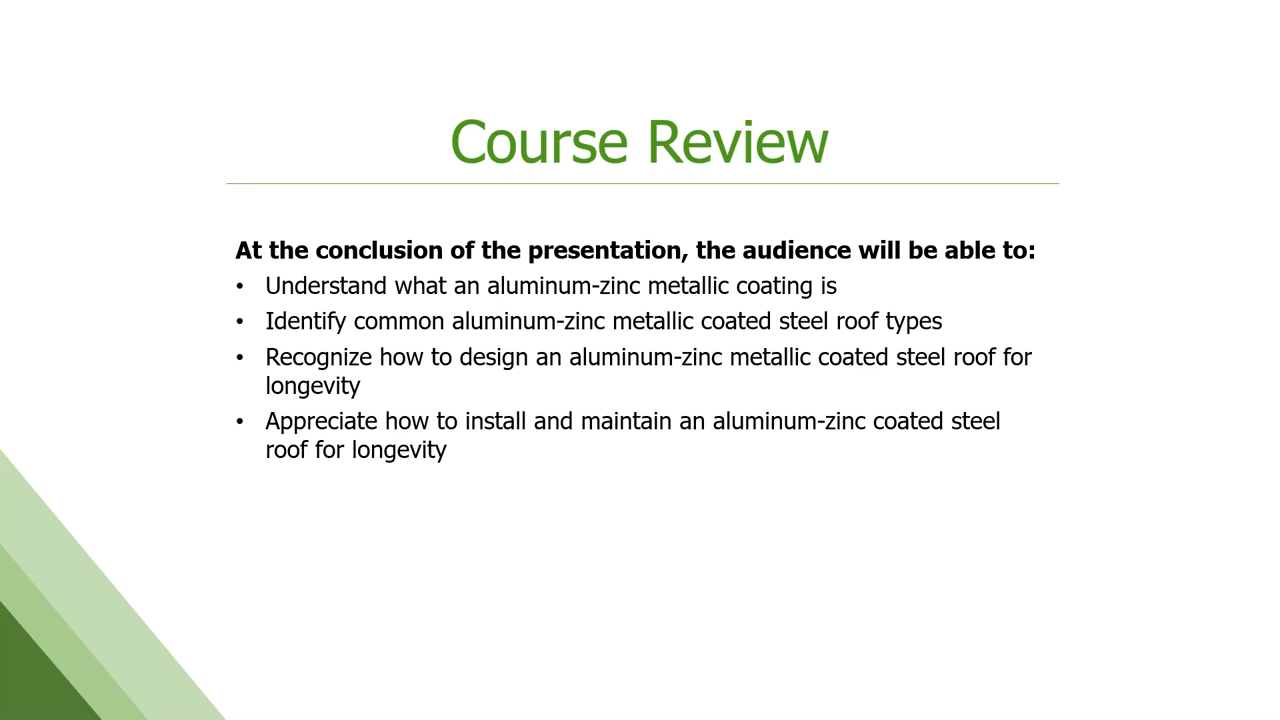 Course Review
At the conclusion of the presentation, the audience will be able to:
• Understand what an aluminum-zinc metallic coating is
• Identify common aluminum-zinc metallic coated steel roof types
• Recognize how to design an aluminum-zinc metallic coated steel roof for
longevity
• Appreciate how to install and maintain an aluminum-zinc coated steel
roof for longevity